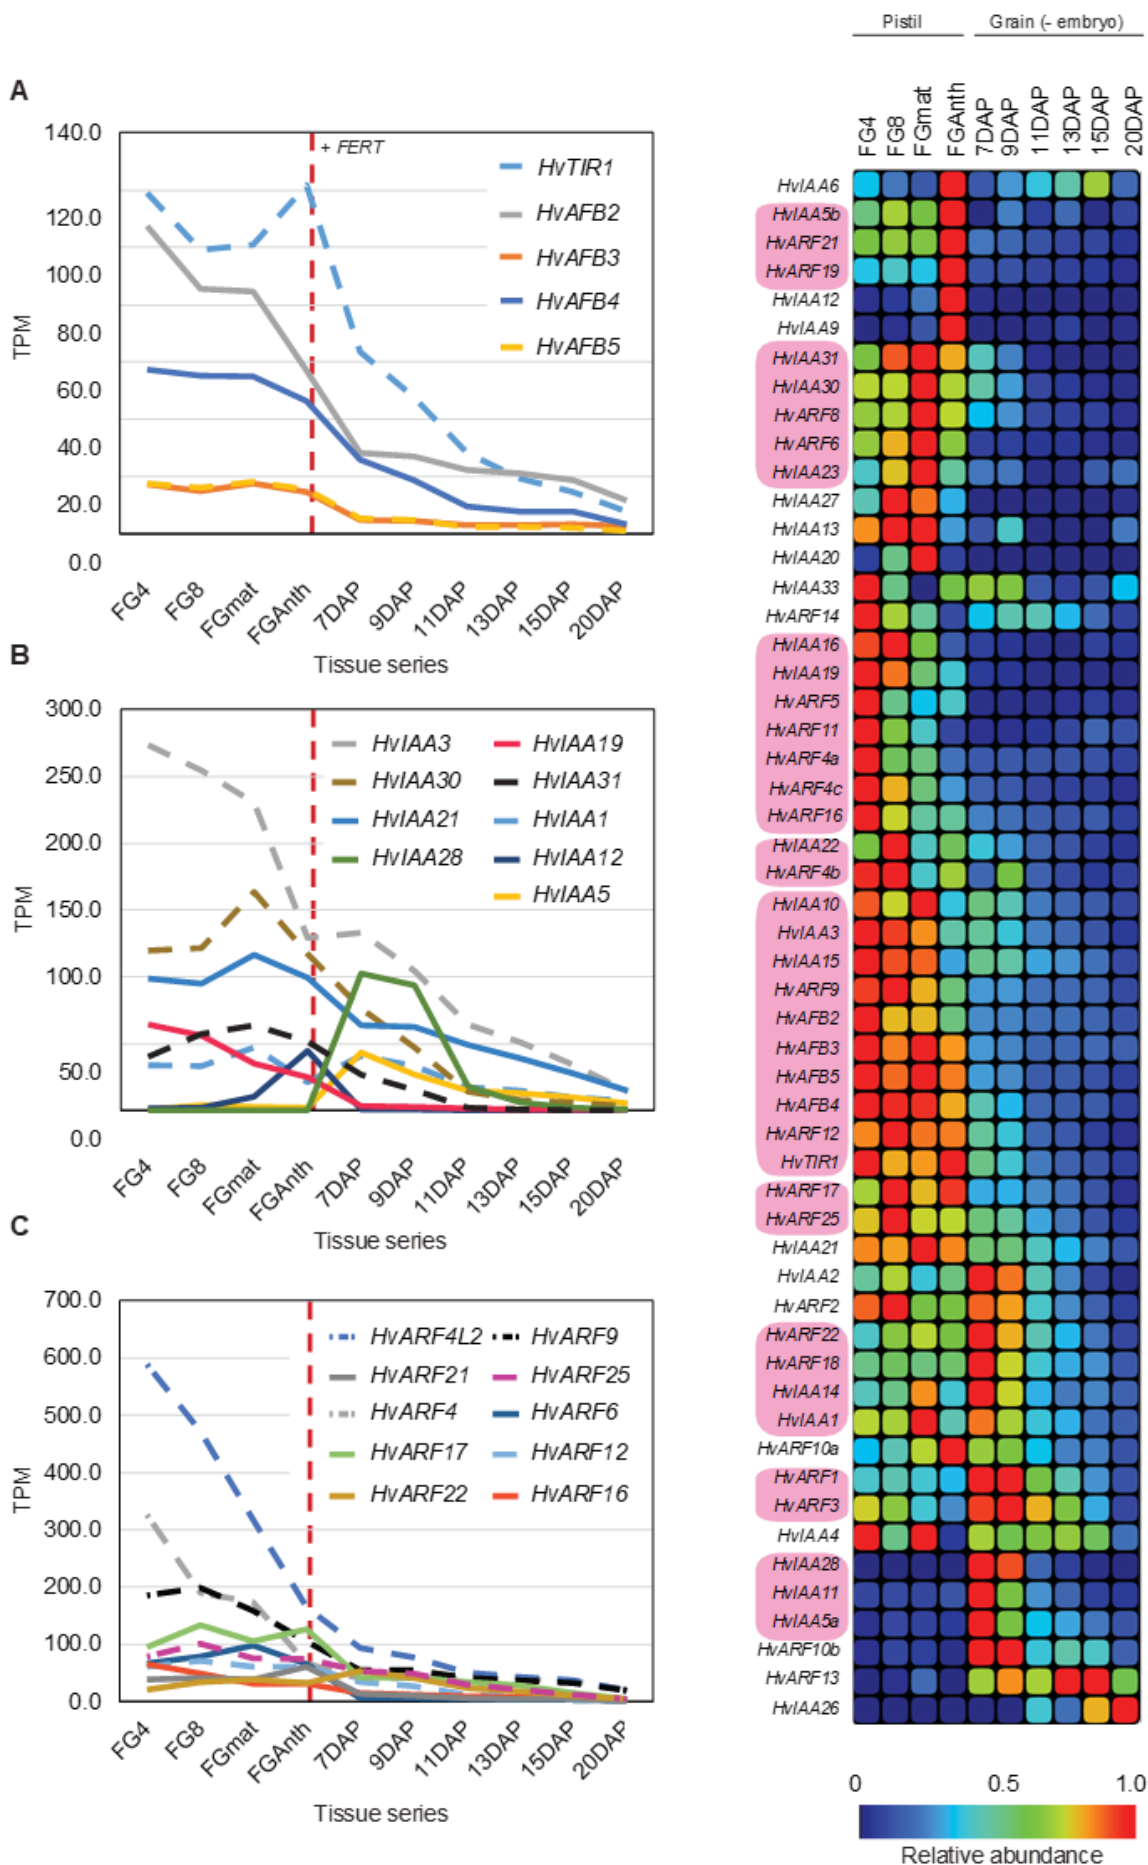 A
140.0
120.0
100.0
80.0
60.0
40.0
20.0
0.0
TPM
+ FERT
HvTIR1
HvAFB2
HvAFB3
HvAFB4
HvAFB5
FG4
FG8
FGmat
FGAnth
7DAP
9DAP
11DAP
13DAP
15DAP
20DAP
Tissue series
B
300.0
250.0
200.0
150.0
100.0
50.0
0.0
TPM
HvIAA3 HvIAA19
HvIAA30 HvIAA31
HvIAA21 HvIAA1
HvIAA28 HvIAA12
HvIAA5
FG4
FG8
FGmat
FGAnth
7DAP
9DAP
11DAP
13DAP
15DAP
20DAP
Tissue series
C
700.0
600.0
500.0
400.0
300.0
200.0
100.0
0.0
TPM
HvARF4L2 HvARF9
HvARF21 HvARF25
HvARF4 HvARF6
HvARF17 HvARF12
HvARF22 HvARF16
FG4
FG8
FGmat
FGAnth
7DAP
9DAP
11DAP
13DAP
15DAP
20DAP
Tissue series
Pistil Grain (- embryo)
FG4
FG8
FGmat
FGAnth
7DAP
9DAP
11DAP
13DAP
15DAP
20DAP
HvIAA6
HvIAA5b
HvARF21
HvARF19
HvIAA12
HvIAA9
HvIAA31
HvIAA30
HvARF8
HvARF6
HvIAA23
HvIAA27
HvIAA13
HvIAA20
HvIAA33
HvARF14
HvIAA16
HvIAA19
HvARF5
HvARF11
HvARF4a
HvARF4c
HvARF16
HvIAA22
HvARF4b
HvIAA10
HvIAA3
HvIAA15
HvARF9
HvAFB2
HvAFB3
HvAFB5
HvAFB4
HvARF12
HvTIR1
HvARF17
HvARF25
HvIAA21
HvIAA2
HvARF2
HvARF22
HvARF18
HvIAA14
HvIAA1
HvARF10a
HvARF1
HvARF3
HvIAA4
HvIAA28
HvIAA11
HvIAA5a
HvARF10b
HvARF13
HvIAA26
0 0.5 1.0
Relative abundance